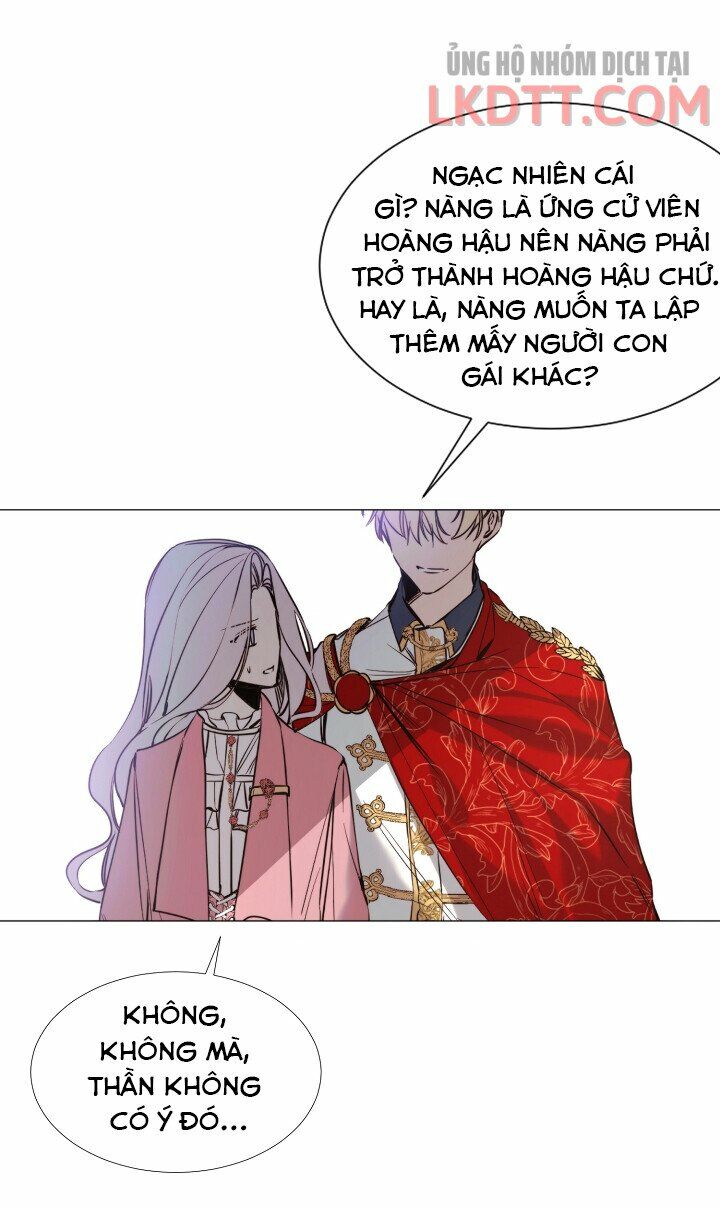 ỦNG HỘ NHÓM DỊCH TẠI
LKDTT.COM
NGẠC NHIÊN CÁI
GÌ? NÀNG LÀ ỨNG CỬ VIÊN
HOÀNG HẬU NÊN NÀNG PHẢI
TRỞ THÀNH HOÀNG HẬU CHỨ.
HAY LÀ, NÀNG MUỐN TA LẬP
THÊM MẤY NGƯỜI CON
GÁI KHÁC?
KHÔNG,
KHÔNG MÀ,
THẦN KHÔNG
CÓ Ý ĐÓ...